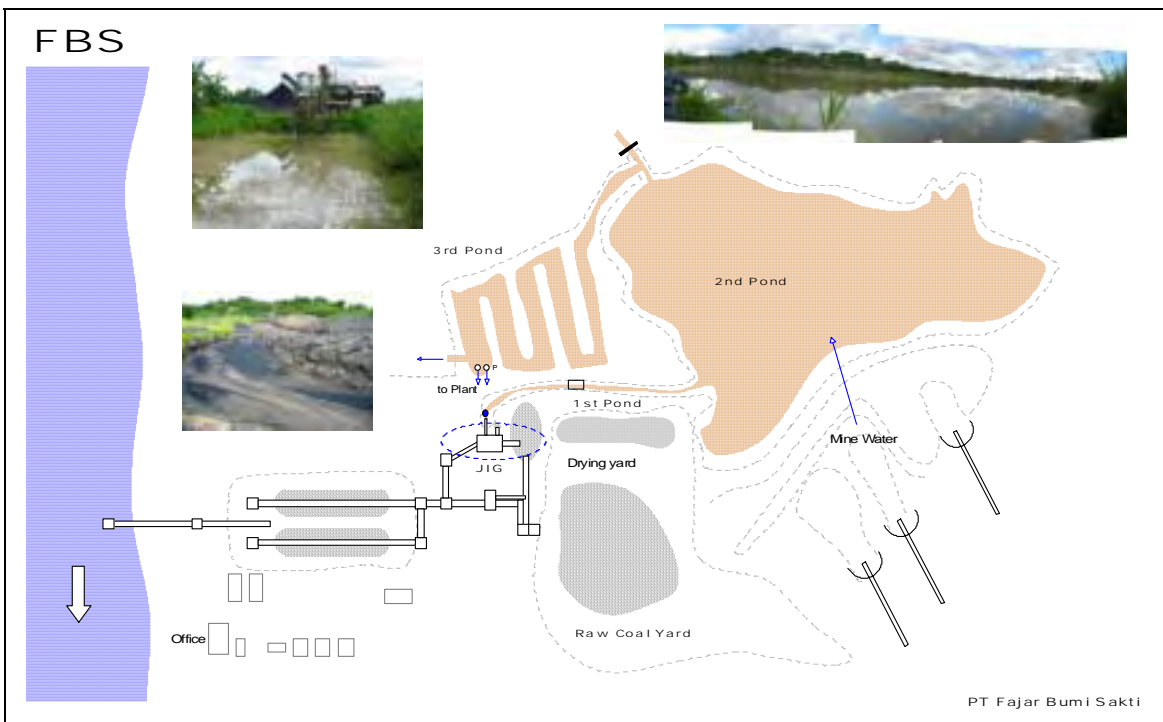 FBS
3rd Pond
2nd Pond
P
to Plant
1st Pond
Mine Water
JIG
Drying yard
Office
Raw Coal Yard
PT Fajar Bumi Sakti